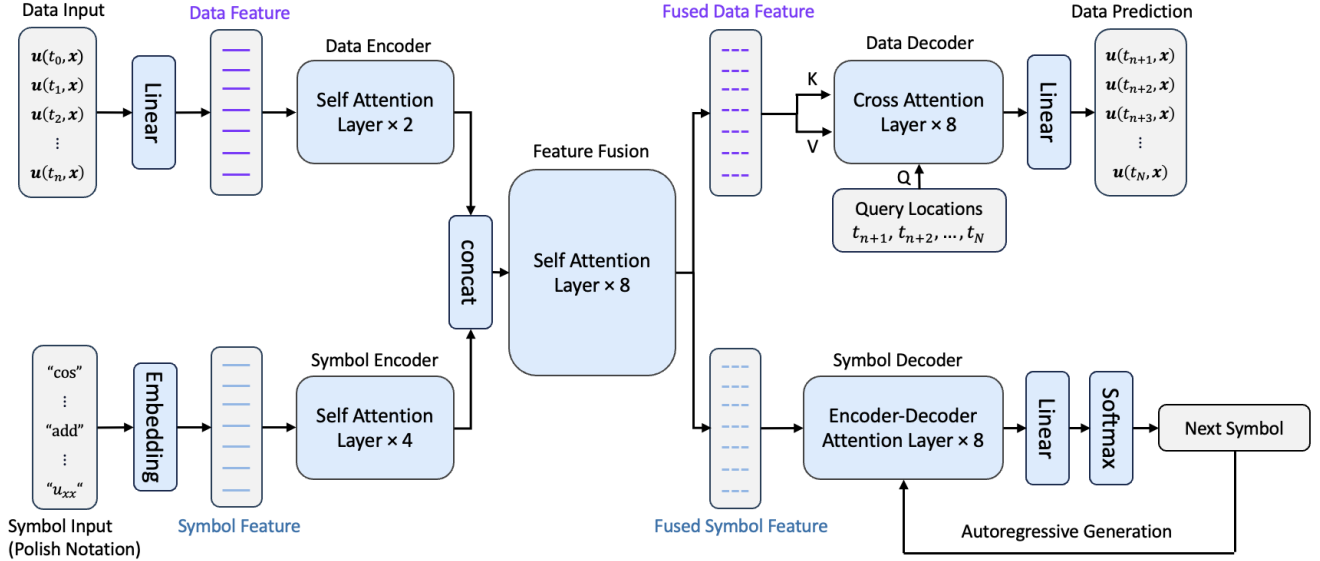 Data Input
𝒖(t₀, 𝒙)
𝒖(t₁, 𝒙)
𝒖(t₂, 𝒙)
⋮
𝒖(tₙ, 𝒙)
Linear
Data Feature
Data Encoder
Self Attention
Layer × 2
concat
Feature Fusion
Self Attention
Layer × 8
Fused Data Feature
K
V
Q
Data Decoder
Cross Attention
Layer × 8
Query Locations
tₙ₊₁, tₙ₊₂, …, t_N
Linear
Data Prediction
𝒖(tₙ₊₁, 𝒙)
𝒖(tₙ₊₂, 𝒙)
𝒖(tₙ₊₃, 𝒙)
⋮
𝒖(t_N, 𝒙)
“cos”
⋮
“add”
⋮
“uₓₓ“
Symbol Input
(Polish Notation)
Embedding
Symbol Feature
Symbol Encoder
Self Attention
Layer × 4
Fused Symbol Feature
Symbol Decoder
Encoder-Decoder
Attention Layer × 8
Linear
Softmax
Next Symbol
Autoregressive Generation